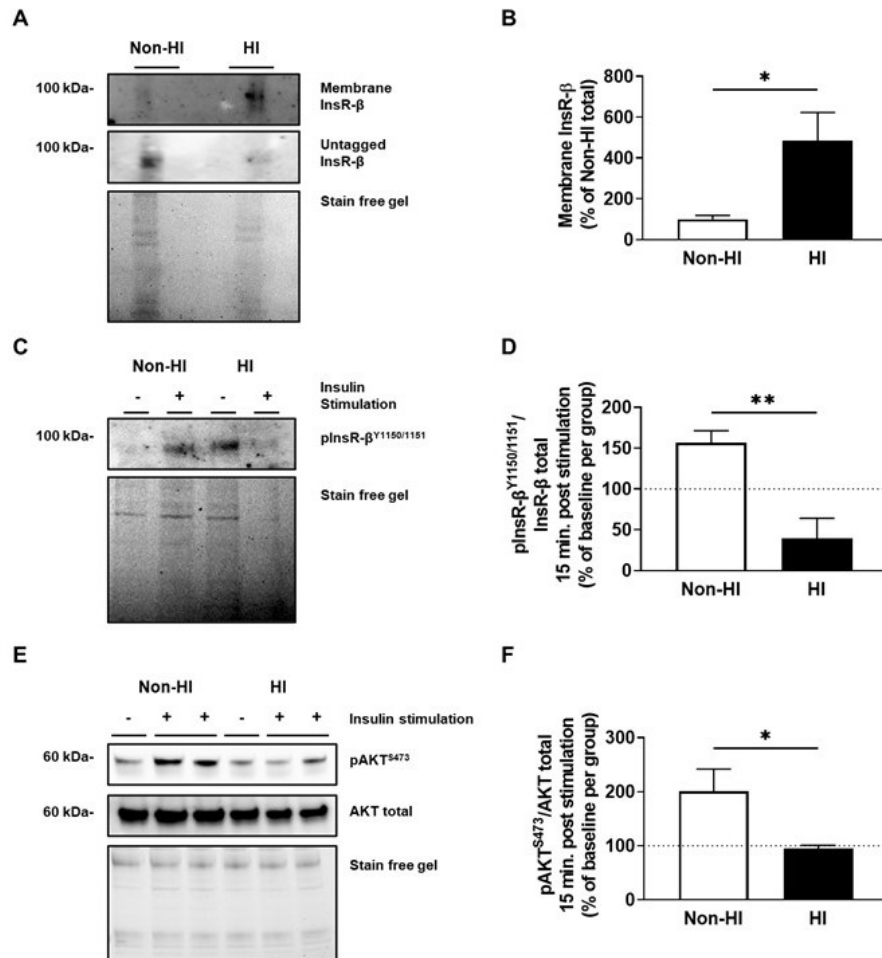 A
Non-HI HI
100 kDa-
Membrane
InsR-β
100 kDa-
Untagged
InsR-β
Stain free gel
B
*
Membrane InsR-β
(% of Non-HI total)
800
600
400
200
0
Non-HI HI
C
Non-HI HI
- + - +
Insulin
Stimulation
100 kDa-
pInsR-βY1150/1151
Stain free gel
D
**
pInsR-βY1150/1151/
InsR-β total
15 min. post stimulation
(% of baseline per group)
200
150
100
50
0
Non-HI HI
E
Non-HI HI
- + + - + +
Insulin stimulation
60 kDa-
pAKTS473
60 kDa-
AKT total
Stain free gel
F
*
pAKTS473/AKT total
15 min. post stimulation
(% of baseline per group)
300
200
100
0
Non-HI HI